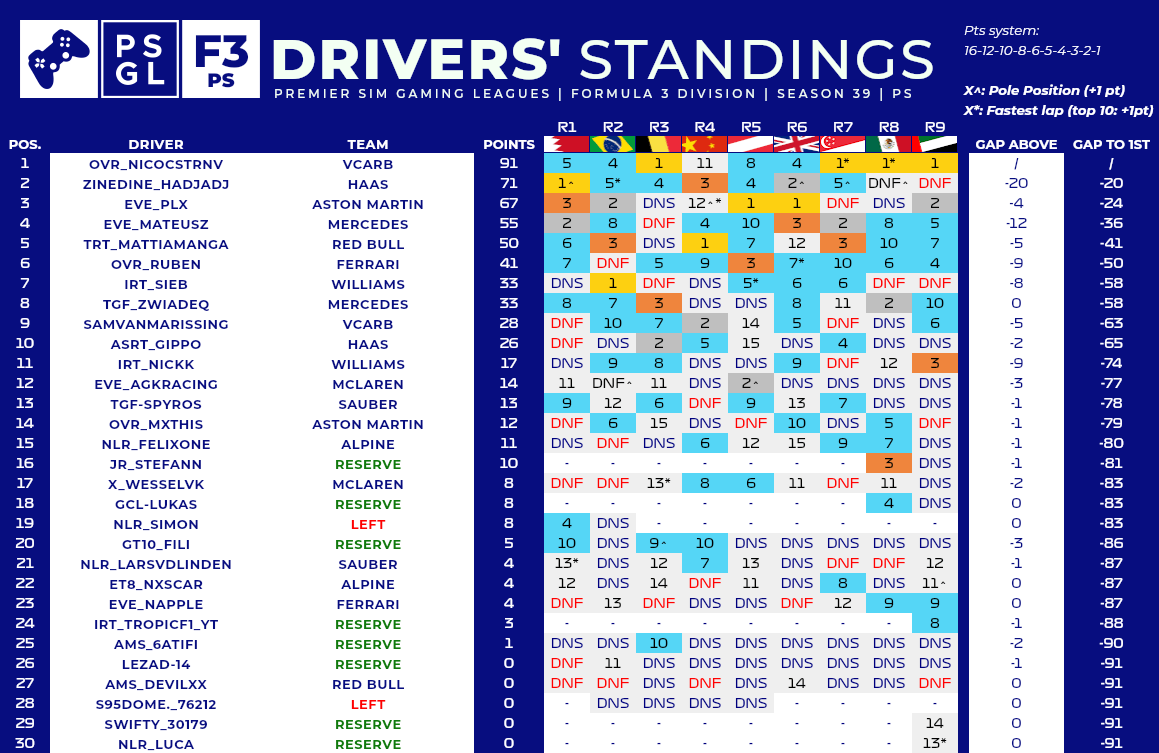 PS
GL
F3
PS
DRIVERS' STANDINGS
PREMIER SIM GAMING LEAGUES | FORMULA 3 DIVISION | SEASON 39 | PS
Pts system:
16-12-10-8-6-5-4-3-2-1
X^: Pole Position (+1 pt)
X*: Fastest lap (top 10: +1pt)
R1 R2 R3 R4 R5 R6 R7 R8 R9
POS. DRIVER TEAM POINTS GAP ABOVE GAP TO 1ST
1 OVR_NICOCSTRNV VCARB 91 5 4 1 11 8 4 1* 1* 1 / /
2 ZINEDINE_HADJADJ HAAS 71 1^ 5* 4 3 4 2^ 5^ DNF^ DNF -20 -20
3 EVE_PLX ASTON MARTIN 67 3 2 DNS 12^* 1 1 DNF DNS 2 -4 -24
4 EVE_MATEUSZ MERCEDES 55 2 8 DNF 4 10 3 2 8 5 -12 -36
5 TRT_MATTIAMANGA RED BULL 50 6 3 DNS 1 7 12 3 10 7 -5 -41
6 OVR_RUBEN FERRARI 41 7 DNF 5 9 3 7* 10 6 4 -9 -50
7 IRT_SIEB WILLIAMS 33 DNS 1 DNF DNS 5* 6 6 DNF DNF -8 -58
8 TGF_ZWIADEQ MERCEDES 33 8 7 3 DNS DNS 8 11 2 10 0 -58
9 SAMVANMARISSING VCARB 28 DNF 10 7 2 14 5 DNF DNS 6 -5 -63
10 ASRT_GIPPO HAAS 26 DNF DNS 2 5 15 DNS 4 DNS DNS -2 -65
11 IRT_NICKK WILLIAMS 17 DNS 9 8 DNS DNS 9 DNF 12 3 -9 -74
12 EVE_AGKRACING MCLAREN 14 11 DNF^ 11 DNS 2^ DNS DNS DNS DNS -3 -77
13 TGF-SPYROS SAUBER 13 9 12 6 DNF 9 13 7 DNS DNS -1 -78
14 OVR_MXTHIS ASTON MARTIN 12 DNF 6 15 DNS DNF 10 DNS 5 DNF -1 -79
15 NLR_FELIXONE ALPINE 11 DNS DNF DNS 6 12 15 9 7 DNS -1 -80
16 JR_STEFANN RESERVE 10 - - - - - - - 3 DNS -1 -81
17 X_WESSELVK MCLAREN 8 DNF DNF 13* 8 6 11 DNF 11 DNS -2 -83
18 GCL-LUKAS RESERVE 8 - - - - - - - 4 DNS 0 -83
19 NLR_SIMON LEFT 8 4 DNS - - - - - - - 0 -83
20 GT10_FILI RESERVE 5 10 DNS 9^ 10 DNS DNS DNS DNS DNS -3 -86
21 NLR_LARSVDLINDEN SAUBER 4 13* DNS 12 7 13 DNS DNF DNF 12 -1 -87
22 ET8_NXSCAR ALPINE 4 12 DNS 14 DNF 11 DNS 8 DNS 11^ 0 -87
23 EVE_NAPPLE FERRARI 4 DNF 13 DNF DNS DNS DNF 12 9 9 0 -87
24 IRT_TROPICF1_YT RESERVE 3 - - - - - - - - 8 -1 -88
25 AMS_6ATIFI RESERVE 1 DNS DNS 10 DNS DNS DNS DNS DNS DNS -2 -90
26 LEZAD-14 RESERVE 0 DNF 11 DNS DNS DNS DNS DNS DNS DNS -1 -91
27 AMS_DEVILXX RED BULL 0 DNF DNF DNS DNF DNS 14 DNS DNS DNF 0 -91
28 S95DOME._76212 LEFT 0 - DNS DNS DNS DNS - - - - 0 -91
29 SWIFTY_30179 RESERVE 0 - - - - - - - - 14 0 -91
30 NLR_LUCA RESERVE 0 - - - - - - - - 13* 0 -91